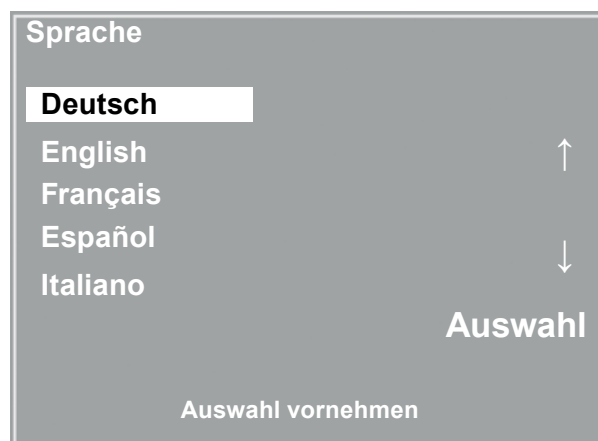 Sprache
Deutsch
English
↑
Français
Español
↓
Italiano
Auswahl
Auswahl vornehmen